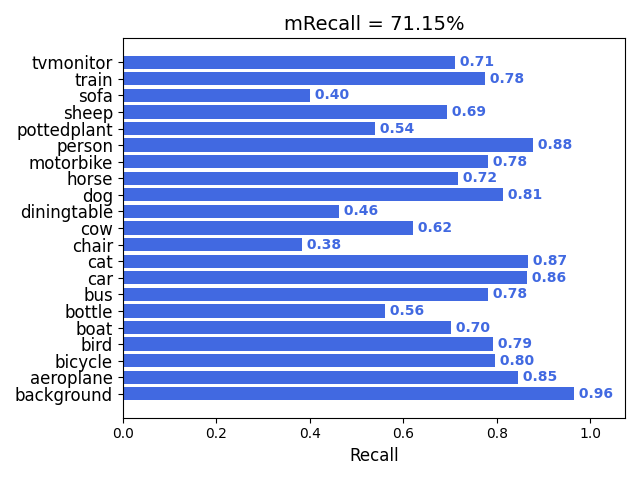 mRecall = 71.15%
tvmonitor 0.71
train 0.78
sofa 0.40
sheep 0.69
pottedplant 0.54
person 0.88
motorbike 0.78
horse 0.72
dog 0.81
diningtable 0.46
cow 0.62
chair 0.38
cat 0.87
car 0.86
bus 0.78
bottle 0.56
boat 0.70
bird 0.79
bicycle 0.80
aeroplane 0.85
background 0.96
0.0 0.2 0.4 0.6 0.8 1.0
Recall